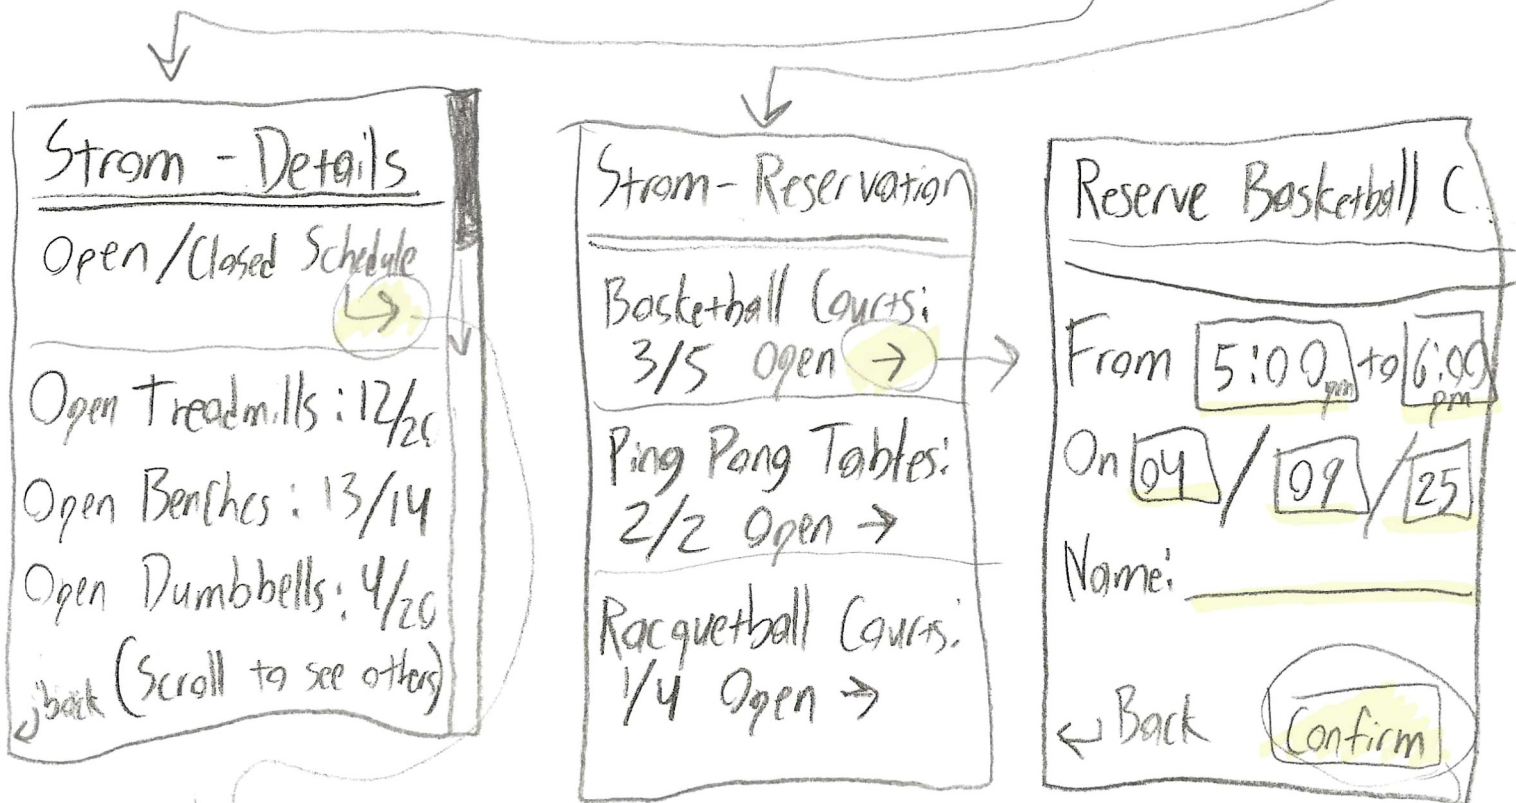 Strom - Details
Open/Closed Schedule
Open Treadmills: 12/20
Open Benches: 13/14
Open Dumbbells: 4/20
(Scroll to see others)
back
Strom - Reservation
Basketball Courts:
3/5 Open →
Ping Pong Tables:
2/2 Open →
Racquetball Courts:
1/4 Open →
Reserve Basketball C...
From 5:00 pm to 6:00 pm
On 04 / 09 / 25
Name:
Back
Confirm